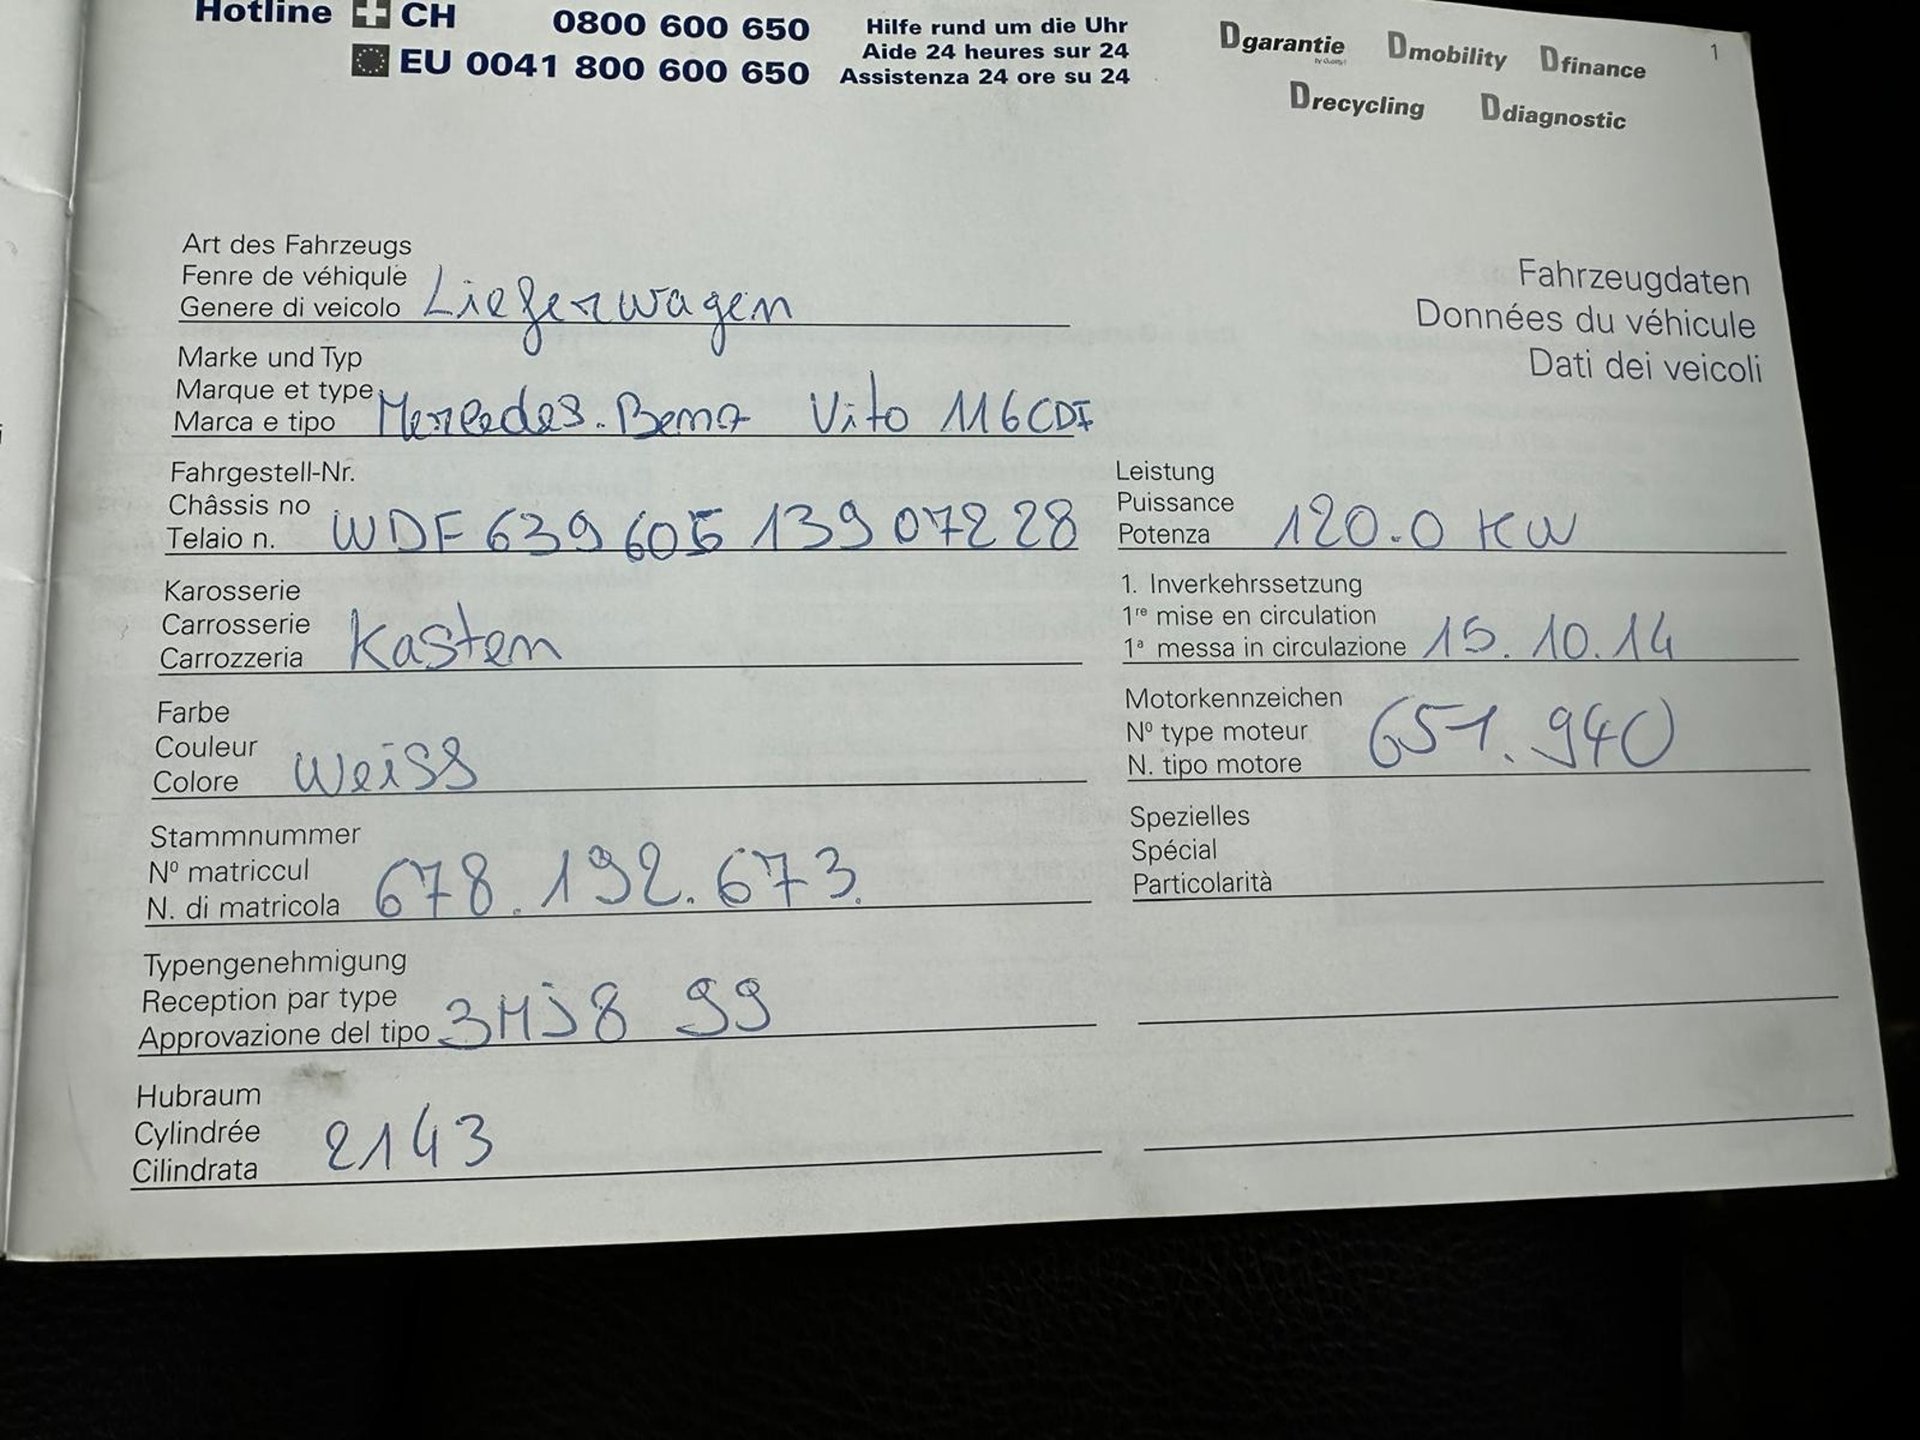 Hotline CH 0800 600 650
EU 0041 800 600 650
Hilfe rund um die Uhr
Aide 24 heures sur 24
Assistenza 24 ore su 24
Dgarantie Dmobility Dfinance
Drecycling Ddiagnostic
1
Fahrzeugdaten
Données du véhicule
Dati dei veicoli
Art des Fahrzeugs
Fenre de véhiqule
Genere di veicolo Lieferwagen
Marke und Typ
Marque et type
Marca e tipo Mercedes-Benz Vito 116CDI
Fahrgestell-Nr.
Châssis no
Telaio n. WDF 639 605 139 07228
Leistung
Puissance
Potenza 120.0 KW
Karosserie
Carrosserie
Carrozzeria Kasten
1. Inverkehrssetzung
1re mise en circulation
1a messa in circulazione 15.10.14
Farbe
Couleur
Colore Weiss
Motorkennzeichen
No type moteur
N. tipo motore 651.940
Stammnummer
No matriccul
N. di matricola 678.192.673.
Spezielles
Spécial
Particolarità
Typengenehmigung
Reception par type
Approvazione del tipo 3MJ8 99
Hubraum
Cylindrée
Cilindrata 2143